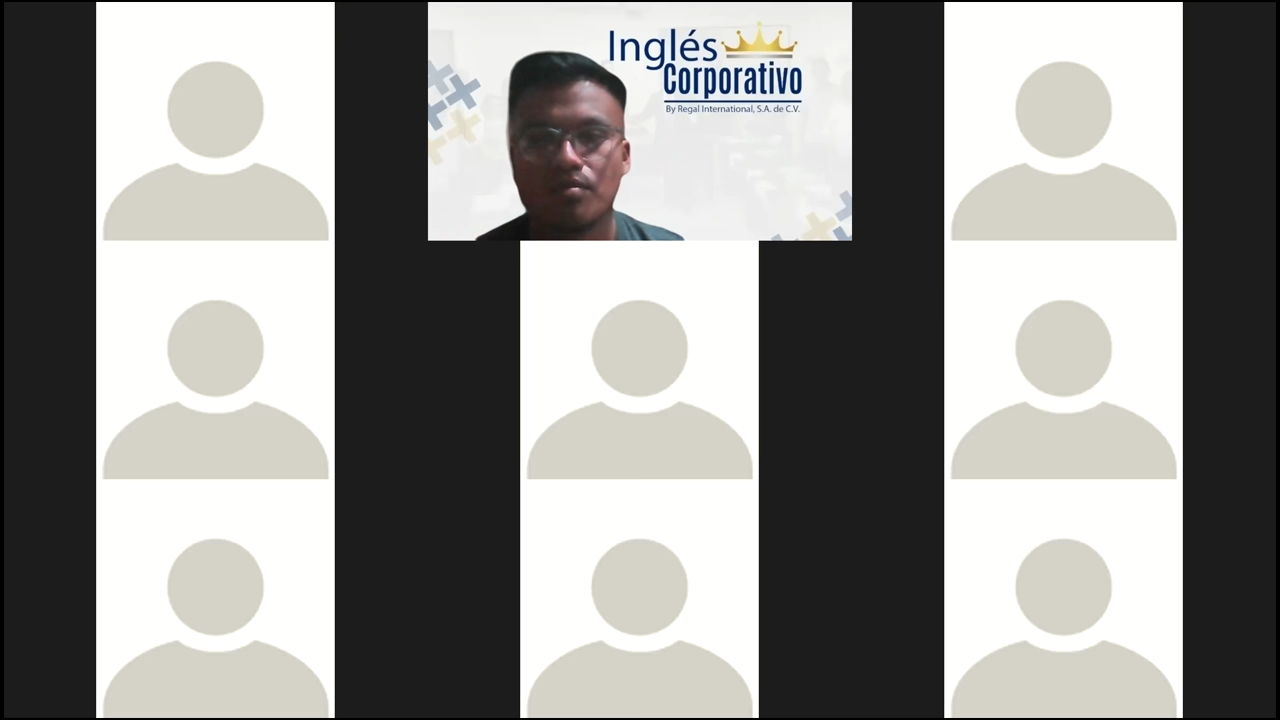 Inglés
Corporativo
By Regal International, S.A. de C.V.